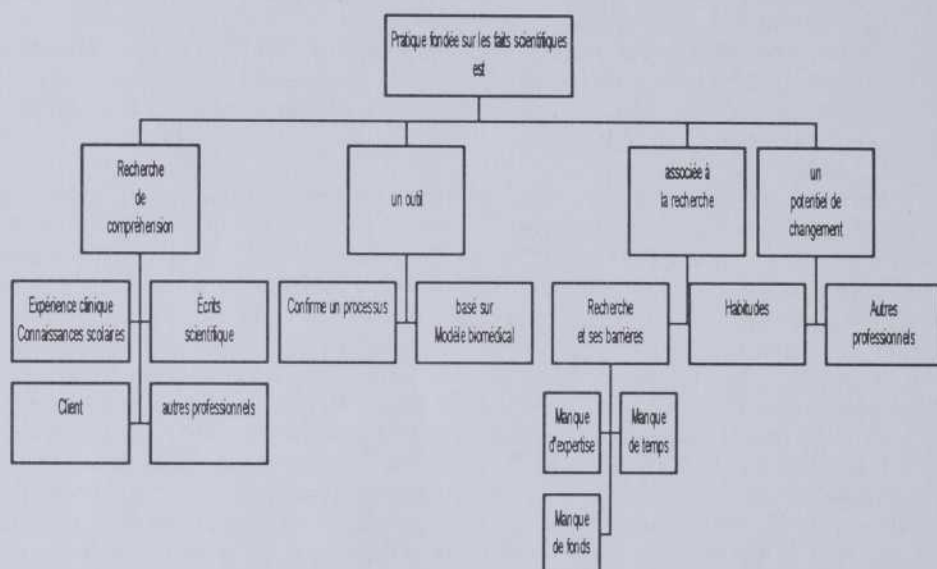 Pratique fondée sur les faits scientifiques
est
Recherche
de
compréhension
un outil
associée à
la recherche
un
potentiel de
changement
Expérience clinique
Connaissances scolaires
Écrits
scientifique
Confirme un processus
basé sur
Modèle biomédical
Recherche
et ses barrières
Habitudes
Autres
professionnels
Client
autres professionnels
Manque
d'expertise
Manque
de temps
Manque
de fonds